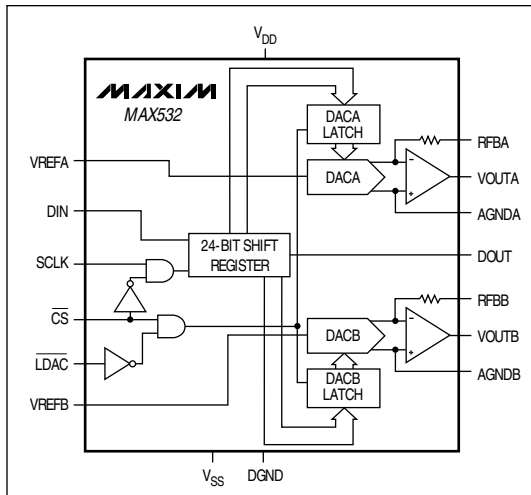 VDD
MAXIM
MAX532
DACA
LATCH
RFBA
VREFA
DACA
VOUTA
DIN
AGNDA
24-BIT SHIFT
REGISTER
DOUT
SCLK
RFBB
CS
DACB
VOUTB
LDAC
DACB
LATCH
AGNDB
VREFB
VSS
DGND
-
+
-
+